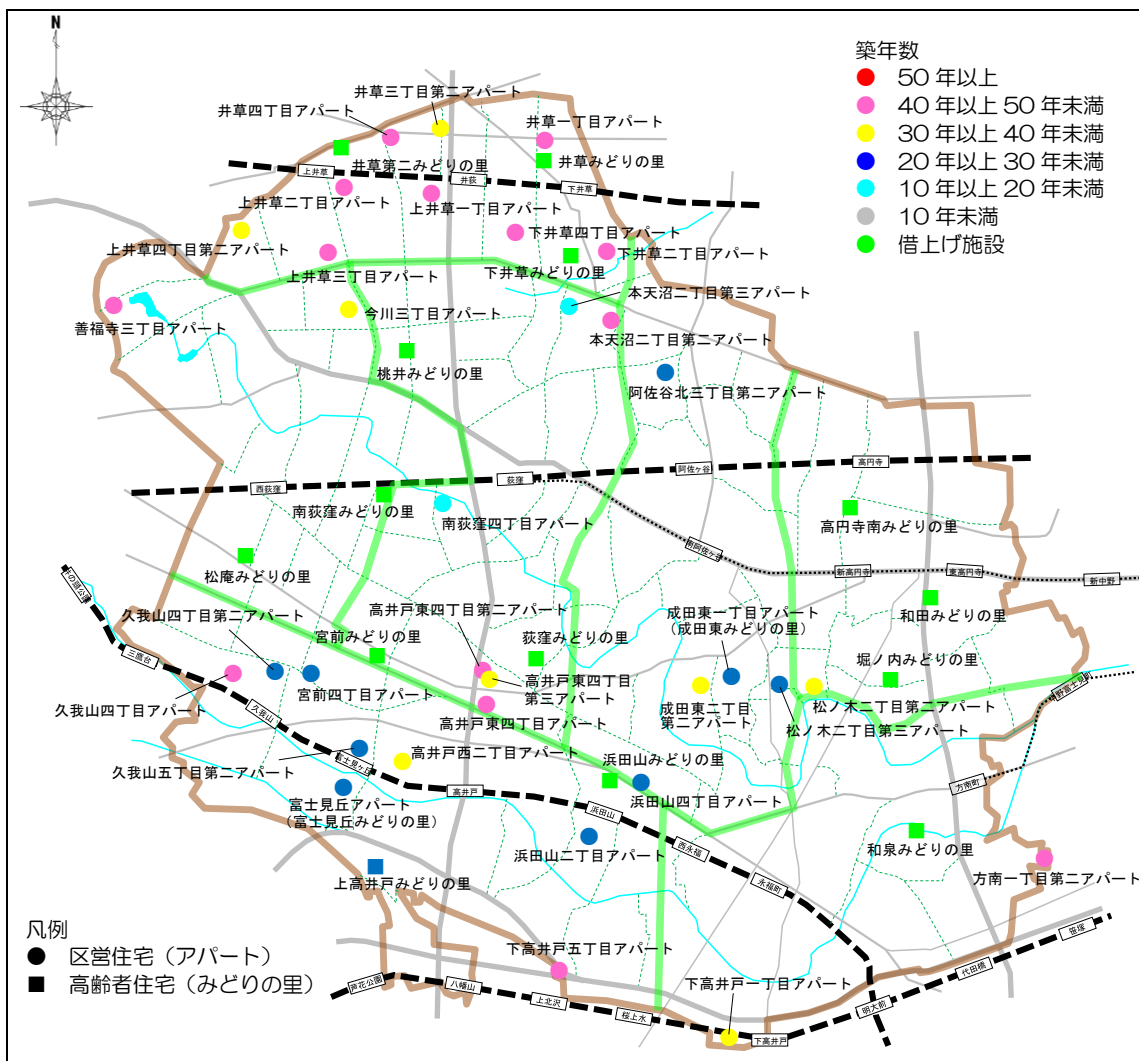 N
築年数
50 年以上
40 年以上 50 年未満
30 年以上 40 年未満
20 年以上 30 年未満
10 年以上 20 年未満
10 年未満
借上げ施設
井草三丁目第二アパート
井草四丁目アパート
井草一丁目アパート
井草第二みどりの里
井草みどりの里
上井草
井荻
下井草
上井草二丁目アパート
上井草一丁目アパート
下井草四丁目アパート
上井草四丁目第二アパート
下井草二丁目アパート
上井草三丁目アパート
下井草みどりの里
本天沼二丁目第三アパート
今川三丁目アパート
善福寺三丁目アパート
本天沼二丁目第二アパート
桃井みどりの里
阿佐谷北三丁目第二アパート
西荻窪
荻窪
阿佐ヶ谷
高円寺
南荻窪みどりの里
南荻窪四丁目アパート
高円寺南みどりの里
南阿佐ヶ谷
新高円寺
東高円寺
新中野
松庵みどりの里
和田みどりの里
久我山四丁目第二アパート
高井戸東四丁目第二アパート
成田東一丁目アパート
（成田東みどりの里）
宮前みどりの里
荻窪みどりの里
堀ノ内みどりの里
三鷹台
高井戸東四丁目
第三アパート
宮前四丁目アパート
久我山四丁目アパート
久我山
成田東二丁目
第二アパート
松ノ木二丁目第二アパート
松ノ木二丁目第三アパート
高井戸東四丁目アパート
高井戸西二丁目アパート
浜田山みどりの里
久我山五丁目第二アパート
富士見ヶ丘
方南町
高井戸
富士見丘アパート
（富士見丘みどりの里）
浜田山四丁目アパート
浜田山
浜田山二丁目アパート
西永福
和泉みどりの里
方南一丁目第二アパート
上高井戸みどりの里
永福町
凡例
区営住宅（アパート）
高齢者住宅（みどりの里）
下高井戸五丁目アパート
笹塚
代田橋
芦花公園
八幡山
上北沢
桜上水
下高井戸一丁目アパート
明大前
下高井戸